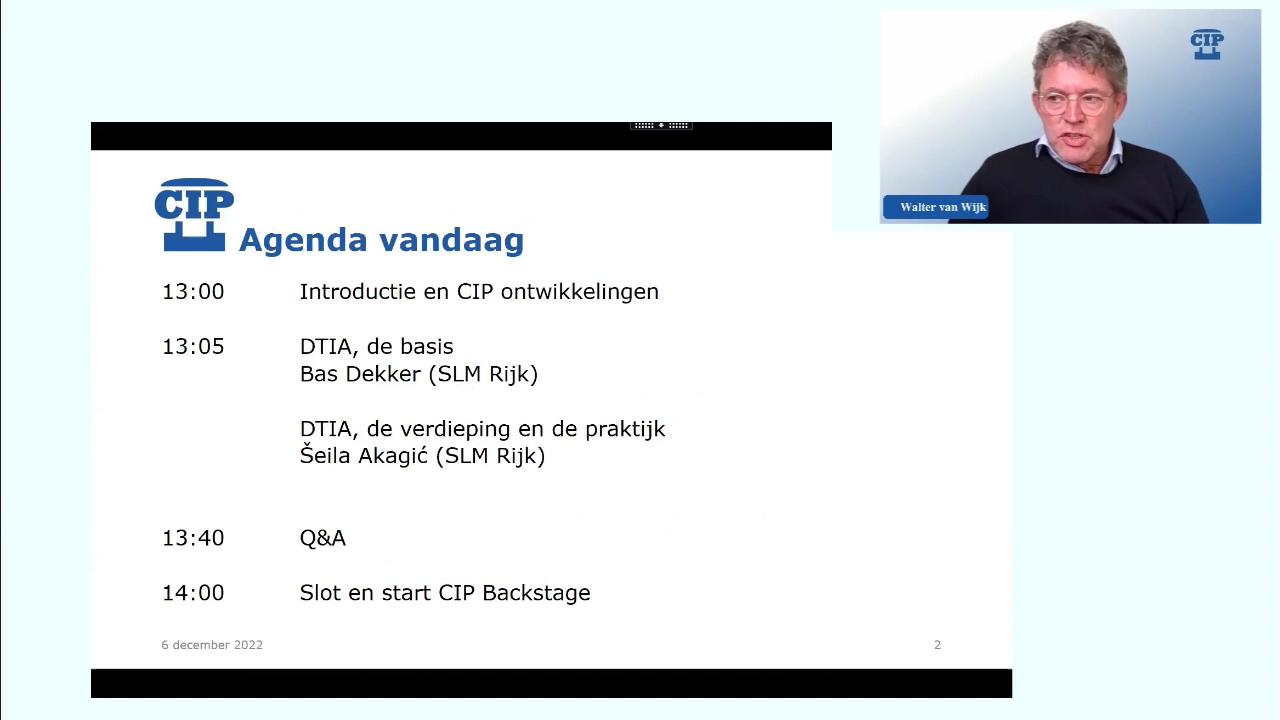 CIP
Agenda vandaag
13:00 Introductie en CIP ontwikkelingen
13:05 DTIA, de basis
Bas Dekker (SLM Rijk)
DTIA, de verdieping en de praktijk
Šeila Akagić (SLM Rijk)
13:40 Q&A
14:00 Slot en start CIP Backstage
6 december 2022 2
CIP
Walter van Wijk